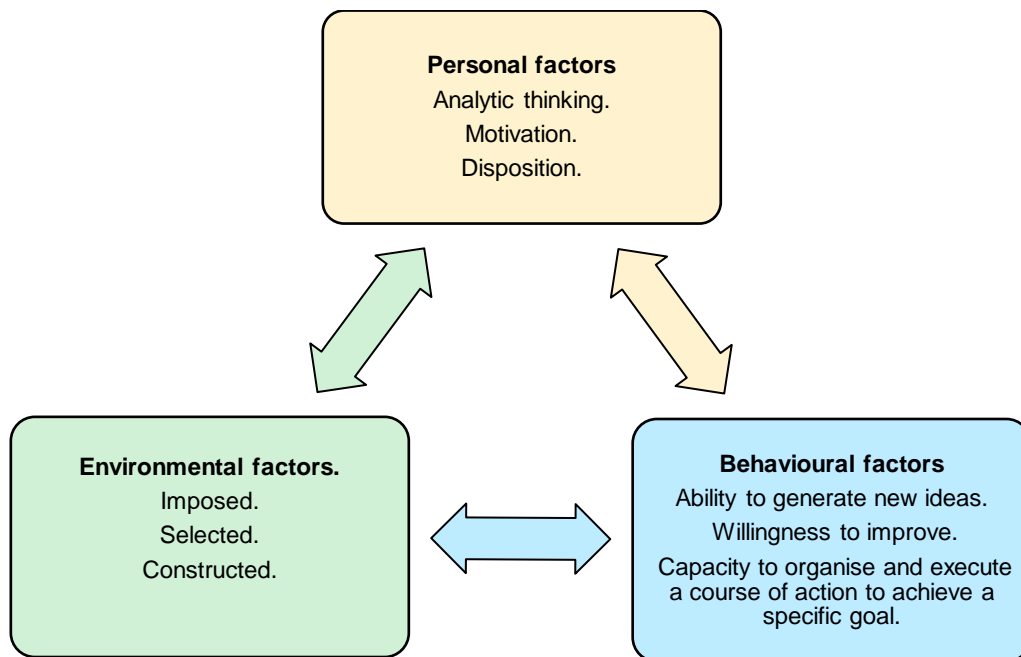 Personal factors
Analytic thinking.
Motivation.
Disposition.
Environmental factors.
Imposed.
Selected.
Constructed.
Behavioural factors
Ability to generate new ideas.
Willingness to improve.
Capacity to organise and execute
a course of action to achieve a
specific goal.